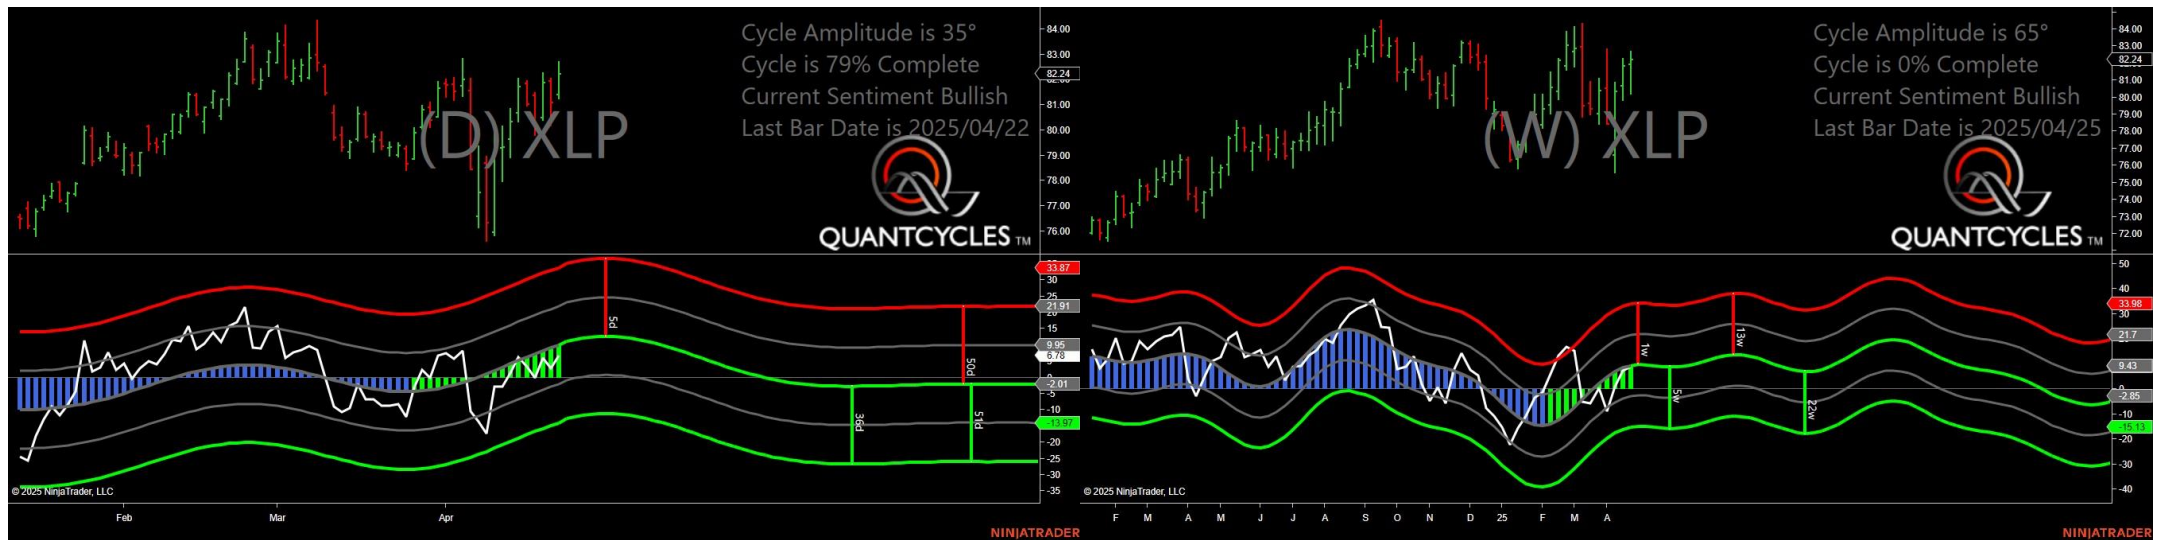 Cycle Amplitude is 35°
Cycle is 79% Complete
Current Sentiment Bullish
Last Bar Date is 2025/04/22
(D) XLP
QUANTCYCLES TM
84.00
83.00
82.24
81.00
80.00
79.00
78.00
77.00
76.00
33.87
30
25
21.91
20
15
9.95
6.78
0
-2.01
-5
-10
-13.97
-20
-25
-30
-35
5d
36d
50d
51d
© 2025 NinjaTrader, LLC
Feb Mar Apr
NINJATRADER
Cycle Amplitude is 65°
Cycle is 0% Complete
Current Sentiment Bullish
Last Bar Date is 2025/04/25
(W) XLP
QUANTCYCLES TM
84.00
83.00
82.24
81.00
80.00
79.00
78.00
77.00
76.00
75.00
74.00
73.00
72.00
50
40
33.98
30
21.7
9.43
0
-2.85
-10
-15.13
-20
-30
-40
1w
5w
13w
22w
© 2025 NinjaTrader, LLC
F M A M J J A S O N D 25 F M A
NINJATRADER